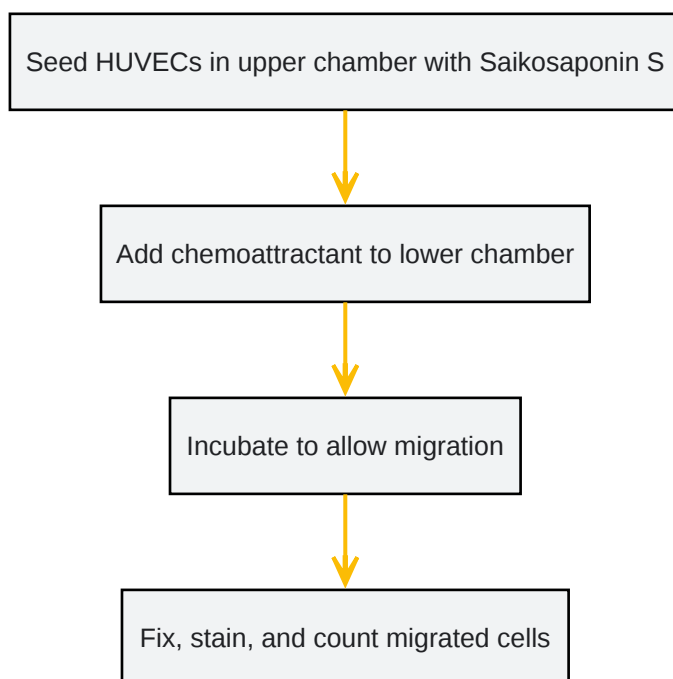 Seed HUVECs in upper chamber with Saikosaponin S
Add chemoattractant to lower chamber
Incubate to allow migration
Fix, stain, and count migrated cells